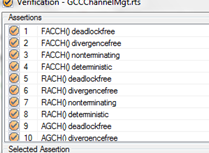 Verification - GCCChannelMgt.rts
Assertions
1 FACCH() deadlockfree
2 FACCH() divergencefree
3 FACCH() nonterminating
4 FACCH() deterministic
5 RACH() deadlockfree
6 RACH() divergencefree
7 RACH() nonterminating
8 RACH() deterministic
9 AGCH() deadlockfree
10 AGCH() divergencefree
Selected Assertion